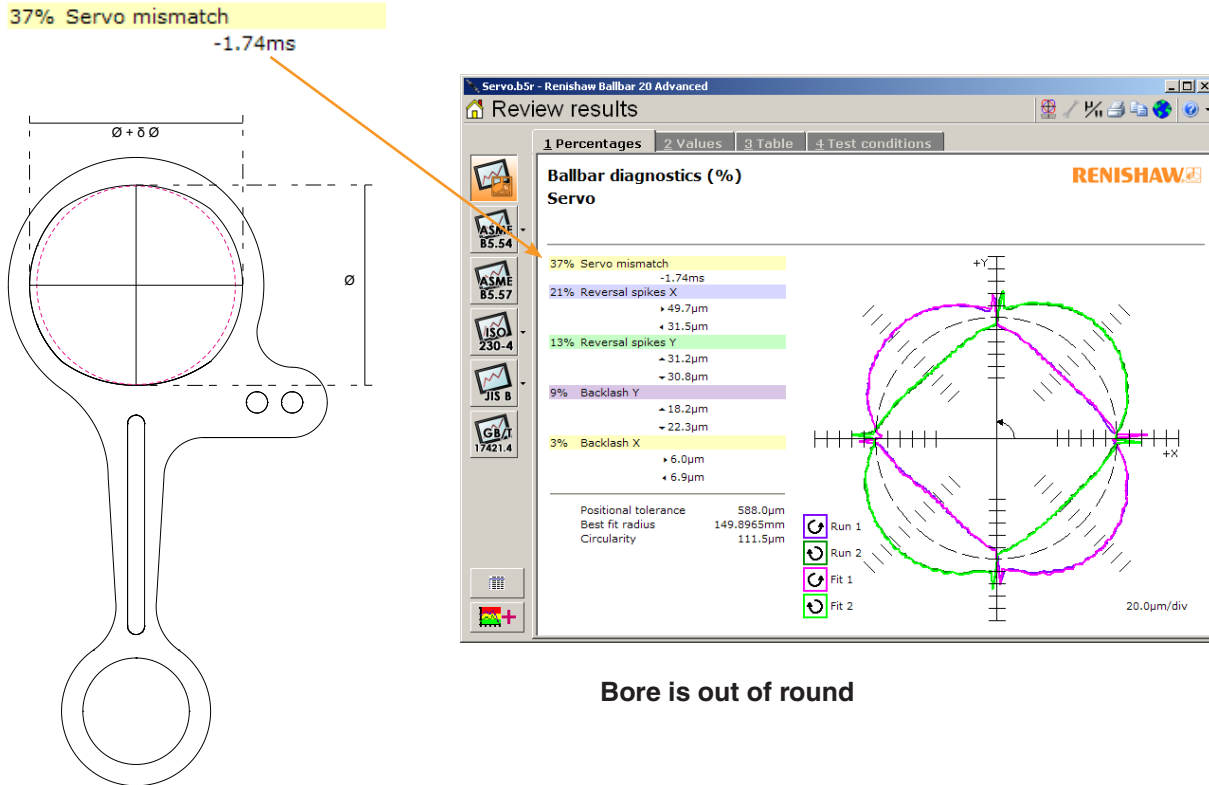 37% Servo mismatch
-1.74ms
Ø + δ Ø
Ø
Servo.b5r - Renishaw Ballbar 20 Advanced
Review results
1 Percentages 2 Values 3 Table 4 Test conditions
Ballbar diagnostics (%)
Servo
RENISHAW
ASME
B5.54
ASME
B5.57
ISO
230-4
JIS B
GB/T
17421.4
37% Servo mismatch
-1.74ms
21% Reversal spikes X
▸ 49.7µm
◂ 31.5µm
13% Reversal spikes Y
▴ 31.2µm
▾ 30.8µm
9% Backlash Y
▴ 18.2µm
▾ 22.3µm
3% Backlash X
▸ 6.0µm
◂ 6.9µm
Positional tolerance 588.0µm
Best fit radius 149.8965mm
Circularity 111.5µm
+Y
+X
Run 1
Run 2
Fit 1
Fit 2
20.0µm/div
Bore is out of round